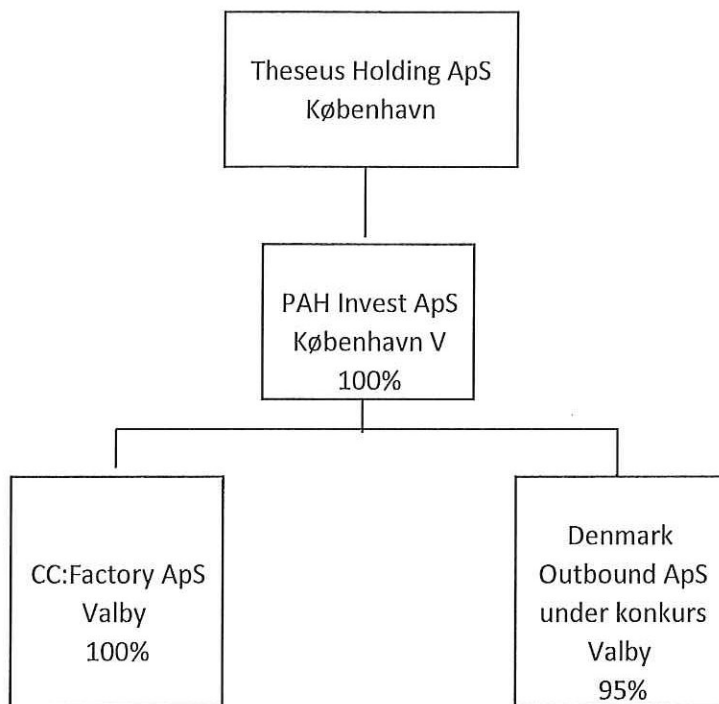 Theseus Holding ApS
København
PAH Invest ApS
København V
100%
CC:Factory ApS
Valby
100%
Denmark
Outbound ApS
under konkurs
Valby
95%